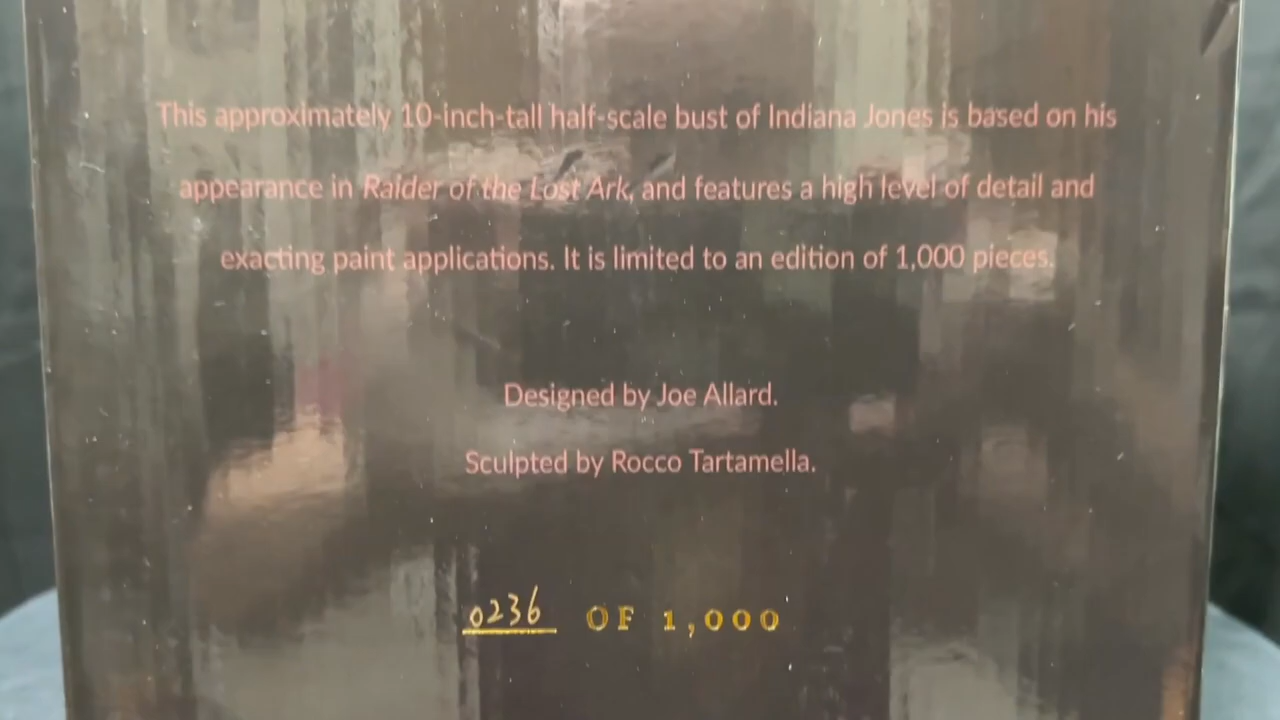 This approximately 10-inch-tall half-scale bust of Indiana Jones is based on his
appearance in Raider of the Lost Ark, and features a high level of detail and
exacting paint applications. It is limited to an edition of 1,000 pieces.
Designed by Joe Allard.
Sculpted by Rocco Tartamella.
0236 OF 1,000